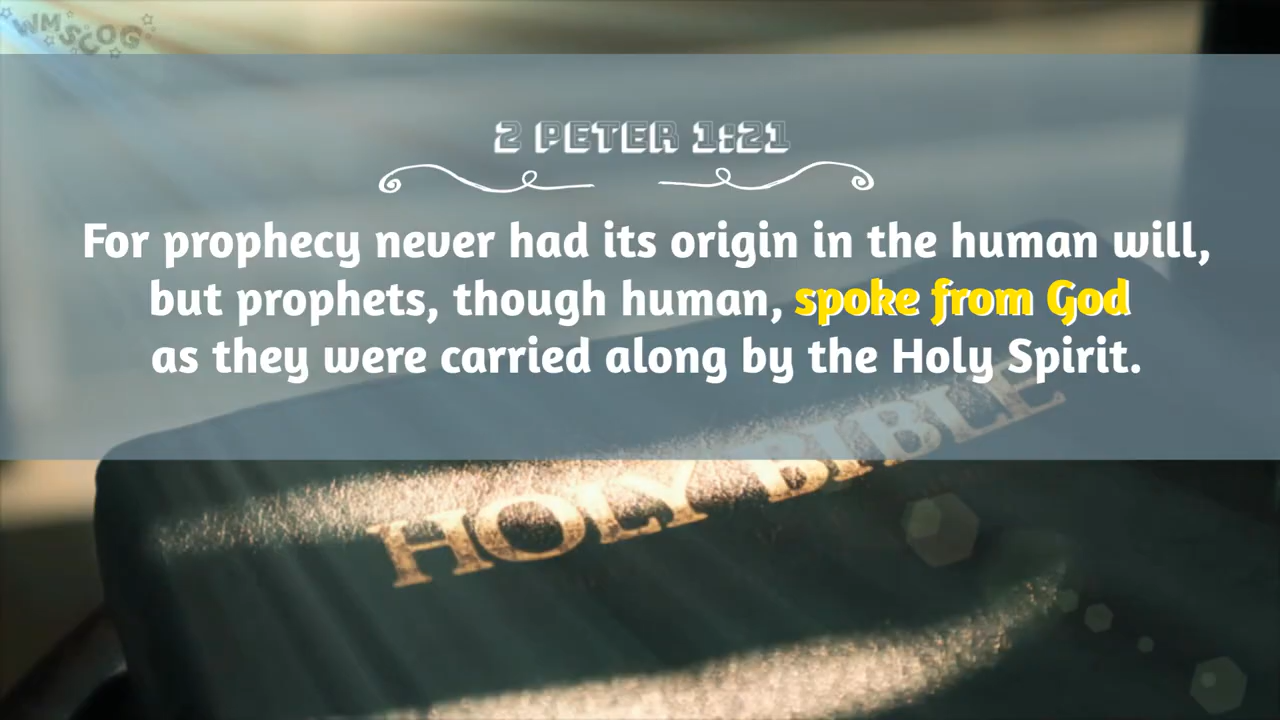 WMSCOG
2 PETER 1:21
For prophecy never had its origin in the human will,
but prophets, though human, spoke from God
as they were carried along by the Holy Spirit.
HOLY BIBLE